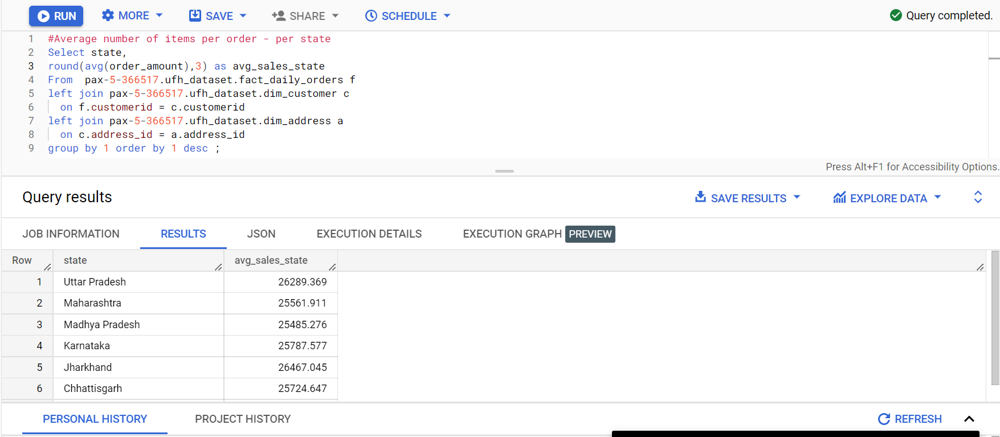 RUN MORE SAVE SHARE SCHEDULE Query completed.
1 #Average number of items per order - per state
2 Select state,
3 round(avg(order_amount),3) as avg_sales_state
4 From  pax-5-366517.ufh_dataset.fact_daily_orders f
5 left join pax-5-366517.ufh_dataset.dim_customer c
6   on f.customerid = c.customerid
7 left join pax-5-366517.ufh_dataset.dim_address a
8   on c.address_id = a.address_id
9 group by 1 order by 1 desc ;
Press Alt+F1 for Accessibility Options.
Query results SAVE RESULTS EXPLORE DATA
JOB INFORMATION RESULTS JSON EXECUTION DETAILS EXECUTION GRAPH PREVIEW
Row state avg_sales_state
1 Uttar Pradesh 26289.369
2 Maharashtra 25561.911
3 Madhya Pradesh 25485.276
4 Karnataka 25787.577
5 Jharkhand 26467.045
6 Chhattisgarh 25724.647
PERSONAL HISTORY PROJECT HISTORY REFRESH